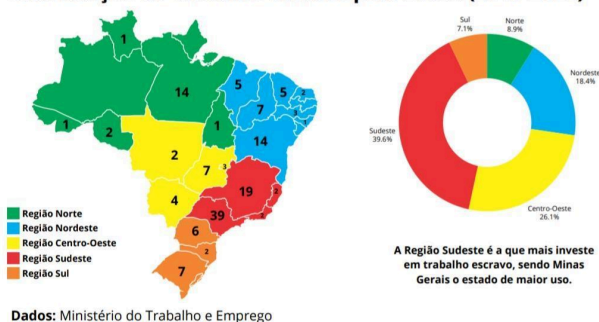 1
14
1
2
1
5
7
5
2
14
2
7
3
4
19
2
39
6
2
7
Região Norte
Região Nordeste
Região Centro-Oeste
Região Sudeste
Região Sul
Dados: Ministério do Trabalho e Emprego
Sul
7.1%
Norte
8.9%
Nordeste
18.4%
Centro-Oeste
26.1%
Sudeste
39.6%
A Região Sudeste é a que mais investe
em trabalho escravo, sendo Minas
Gerais o estado de maior uso.